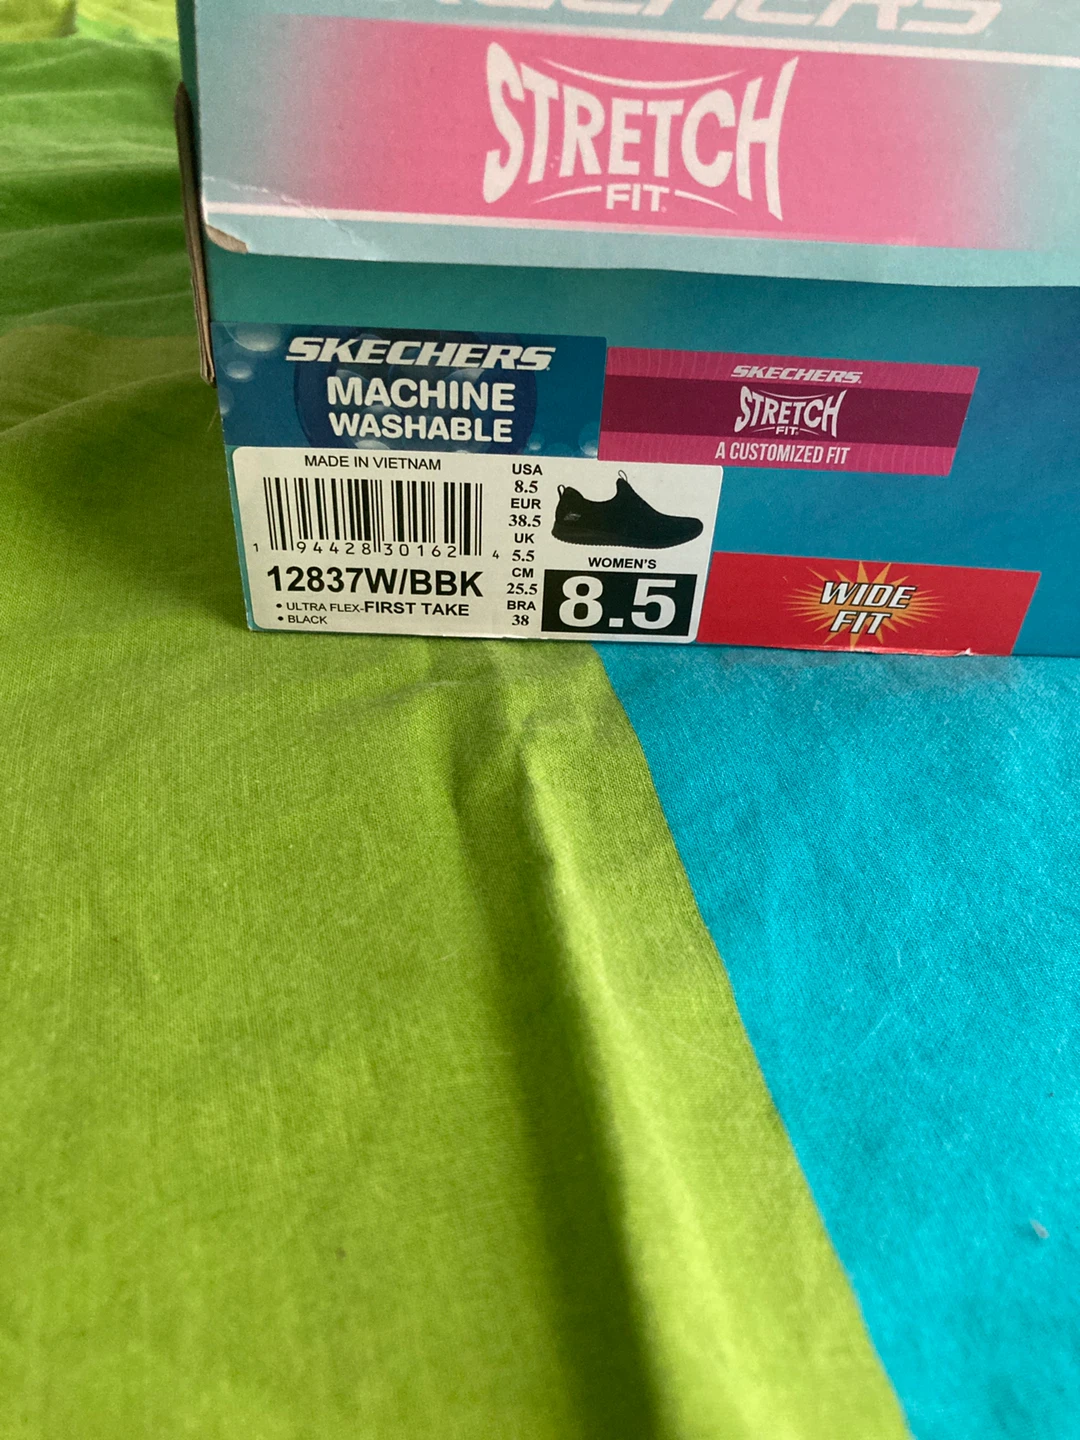 SKECHERS
STRETCH
FIT
SKECHERS
MACHINE
WASHABLE
SKECHERS
STRETCH
FIT
A CUSTOMIZED FIT
MADE IN VIETNAM
1 94428 30162 4
12837W/BBK
• ULTRA FLEX-FIRST TAKE
• BLACK
USA
8.5
EUR
38.5
UK
5.5
CM
25.5
BRA
38
WOMEN'S
8.5
WIDE
FIT